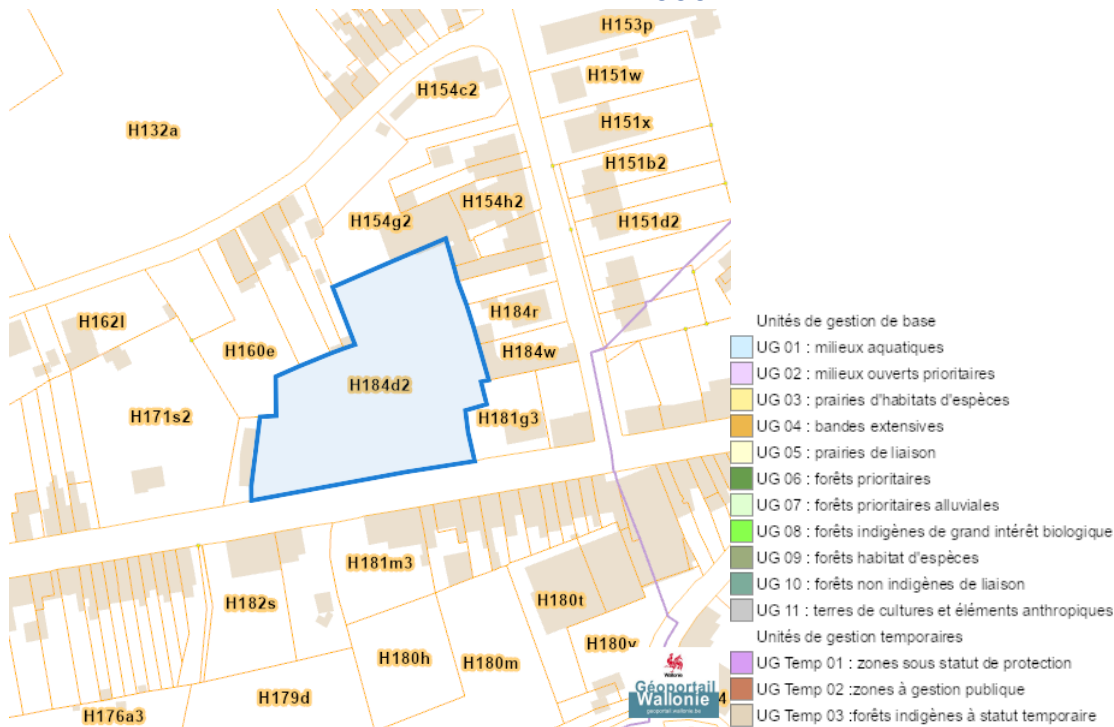 H153p
H151w
H154c2
H151x
H132a
H151b2
H154h2
H154g2
H151d2
H184r
H162l
H160e
H184w
H184d2
H171s2
H181g3
H181m3
H182s
H180t
H180v
H180h
H180m
H179d
H176a3
4
Wallonie
Géoportail
Wallonie
geoportail.wallonie.be
Unités de gestion de base
UG 01 : milieux aquatiques
UG 02 : milieux ouverts prioritaires
UG 03 : prairies d'habitats d'espèces
UG 04 : bandes extensives
UG 05 : prairies de liaison
UG 06 : forêts prioritaires
UG 07 : forêts prioritaires alluviales
UG 08 : forêts indigènes de grand intérêt biologique
UG 09 : forêts habitat d'espèces
UG 10 : forêts non indigènes de liaison
UG 11 : terres de cultures et éléments anthropiques
Unités de gestion temporaires
UG Temp 01 : zones sous statut de protection
UG Temp 02 :zones à gestion publique
UG Temp 03 :forêts indigènes à statut temporaire